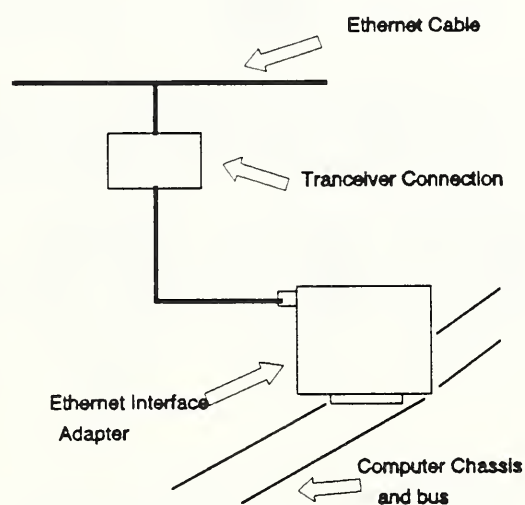 Ethernet Cable
Tranceiver Connection
Ethernet Interface
Adapter
Computer Chassis
and bus